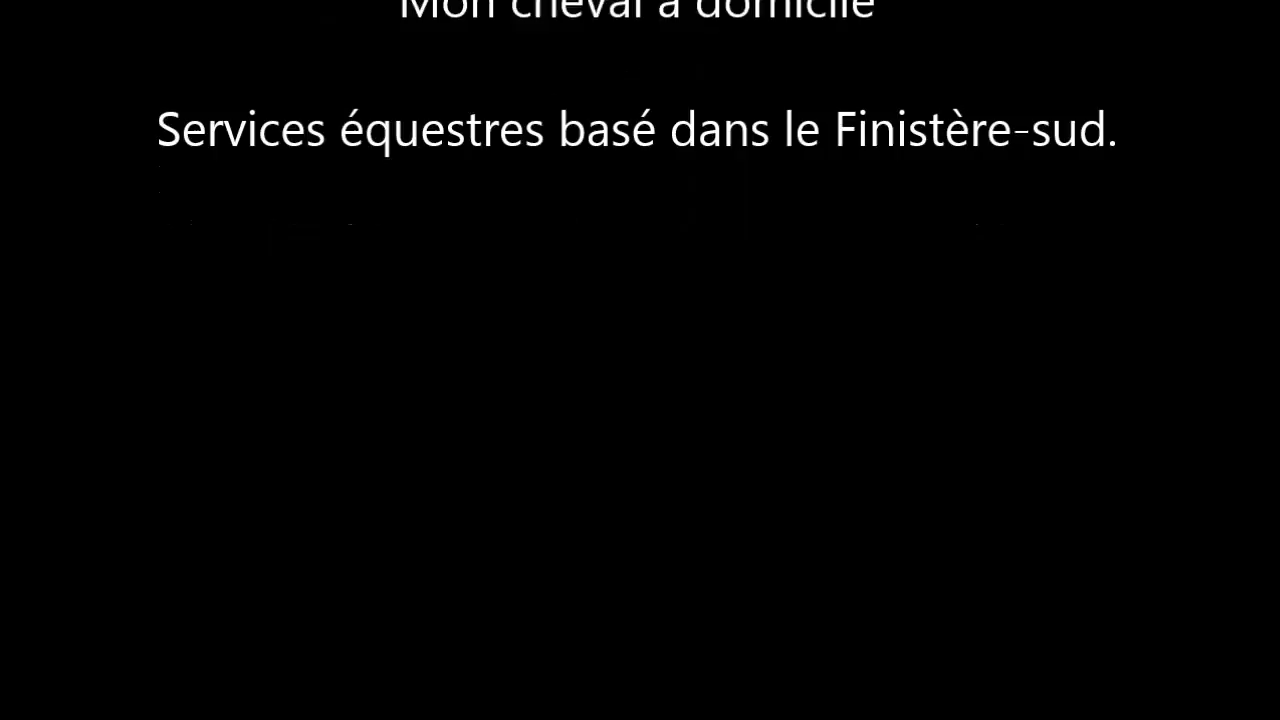 Mon cheval à domicile
Services équestres basé dans le Finistère-sud.